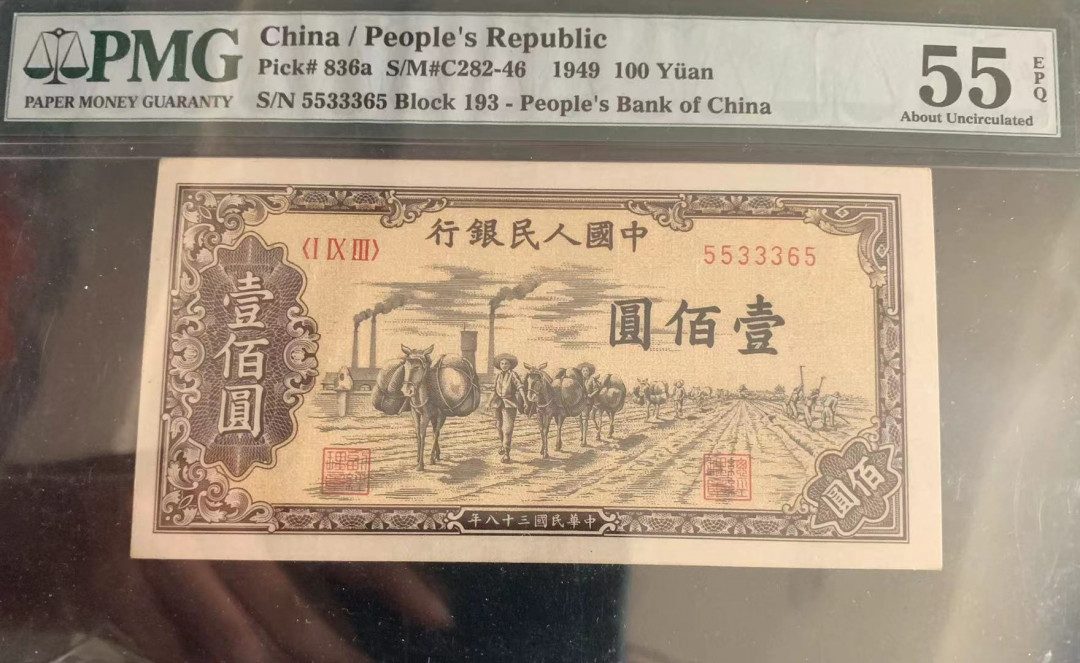 PMG
PAPER MONEY GUARANTY
China / People's Republic
Pick# 836a S/M#C282-46 1949 100 Yüan
S/N 5533365 Block 193 - People's Bank of China
55
EPQ
About Uncirculated
行銀民人國中
〈I IX III〉
5533365
圓佰壹
壹佰圓
圓佰
年八十三國民華中